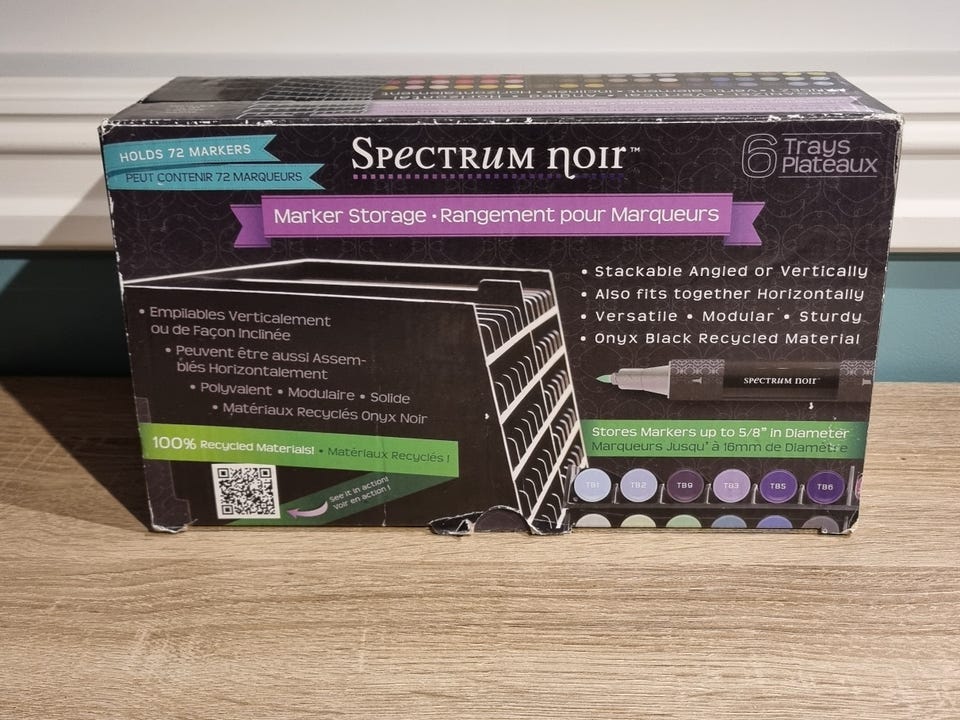 HOLDS 72 MARKERS
PEUT CONTENIR 72 MARQUEURS
SPECTRUM NOIR™
6 Trays
Plateaux
Marker Storage • Rangement pour Marqueurs
• Stackable Angled or Vertically
• Also fits together Horizontally
• Versatile • Modular • Sturdy
• Onyx Black Recycled Material
• Empilables Verticalement
ou de Façon Inclinée
• Peuvent être aussi Assem-
blés Horizontalement
• Polyvalent • Modulaire • Solide
• Matériaux Recyclés Onyx Noir
SPECTRUM NOIR™
100% Recycled Materials! • Matériaux Recyclés !
See it in action!
Voir en action !
Stores Markers up to 5/8” in Diameter
Marqueurs Jusqu' à 16mm de Diamètre
TB1 TB2 TB9 TB3 TB5 TB6